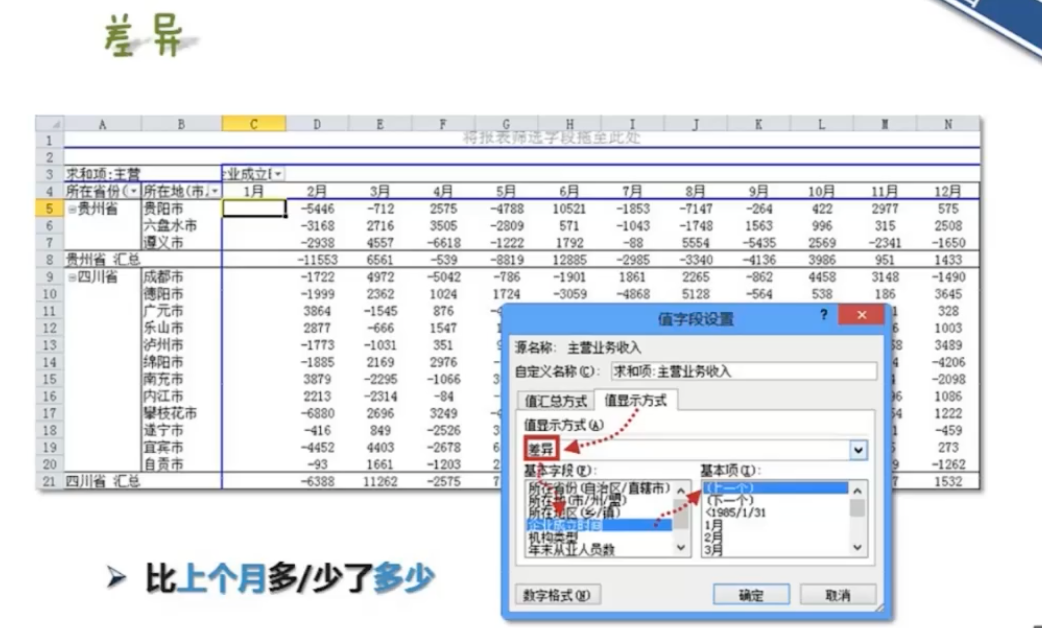 差异
A B C D E F G H I J K L M N
1 将报表筛选字段拖至此处
2
3 求和项:主营
4 所在省份( 所在地(市 1月 2月 3月 4月 5月 6月 7月 8月 9月 10月 11月 12月
5 贵州省 贵阳市 -5446 -712 2575 -4788 10521 -1853 -7147 -264 422 2977 575
6 六盘水市 -3168 2716 3505 -2809 571 -1043 -1748 1563 996 315 2508
7 遵义市 -2938 4557 -6618 -1222 1792 -88 5554 -5435 2569 -2341 -1650
8 贵州省 汇总 -11553 6561 -539 -8819 12885 -2985 -3340 -4136 3986 951 1433
9 四川省 成都市 -1722 4972 -5042 -786 -1901 1861 2265 -862 4458 3148 -1490
10 德阳市 -1999 2362 1024 1724 -3059 -4868 5128 -564 538 186 3645
11 广元市 3864 -1545 876 328
12 乐山市 2877 -666 1547 1003
13 泸州市 -1773 -1031 351 3489
14 绵阳市 -1885 2169 2976 -4206
15 南充市 3879 -2295 -1066 -2098
16 内江市 2213 -2314 -84 1086
17 攀枝花市 -6880 2696 3249 1222
18 遂宁市 -416 849 -2526 -459
19 宜宾市 -4452 4403 -2678 273
20 自贡市 -93 1661 -1203 -1262
21 四川省 汇总 -6388 11262 -2575 1532
值字段设置
源名称: 主营业务收入
自定义名称(C): 求和项:主营业务收入
值汇总方式 值显示方式
值显示方式(A)
差异
基本字段(F): 基本项(I):
所在省份(自治区/直辖市) (上一个)
所在地(市/州/盟) (下一个)
所在地区(乡/镇) <1985/1/31
企业成立时间 1月
机构类型 2月
年末从业人员数 3月
数字格式(N) 确定 取消
比上个月多/少了多少